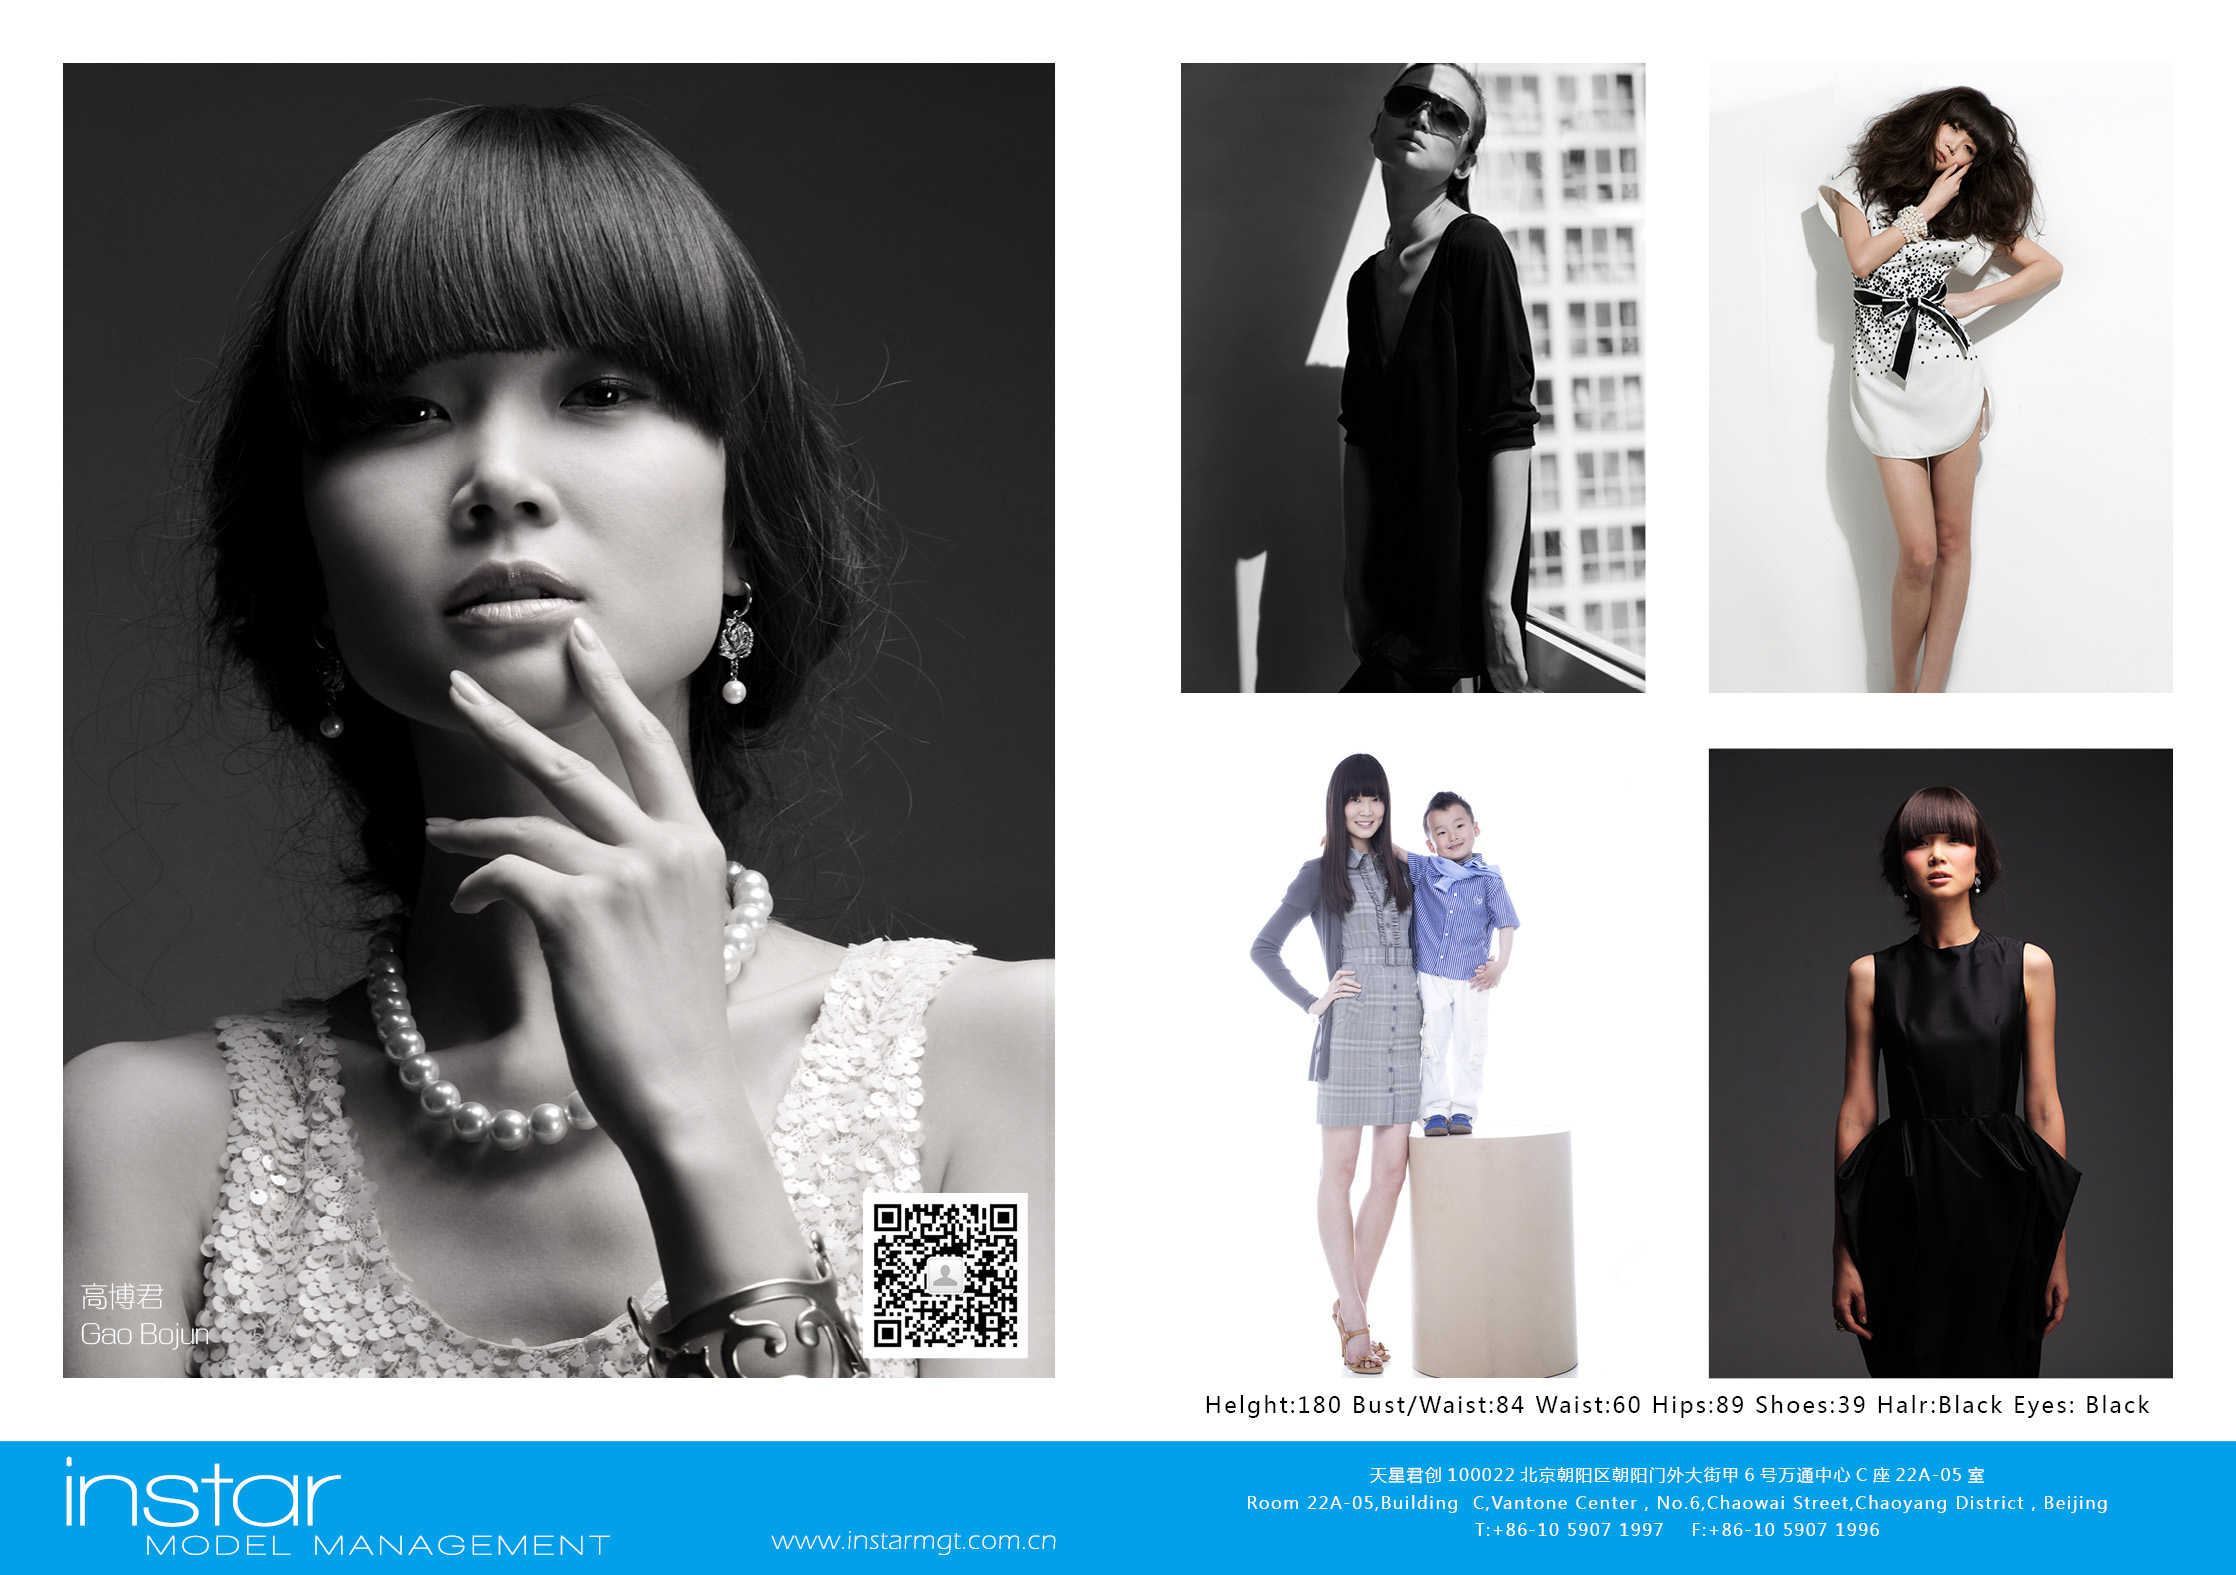 高博君
Gao Bojun
Helght:180 Bust/Waist:84 Waist:60 Hips:89 Shoes:39 Halr:Black Eyes: Black
instar
MODEL MANAGEMENT
www.instarmgt.com.cn
天星君创 100022 北京朝阳区朝阳门外大街甲 6 号万通中心 C 座 22A-05 室
Room 22A-05,Building C,Vantone Center , No.6,Chaowai Street,Chaoyang District , Beijing
T:+86-10 5907 1997 F:+86-10 5907 1996